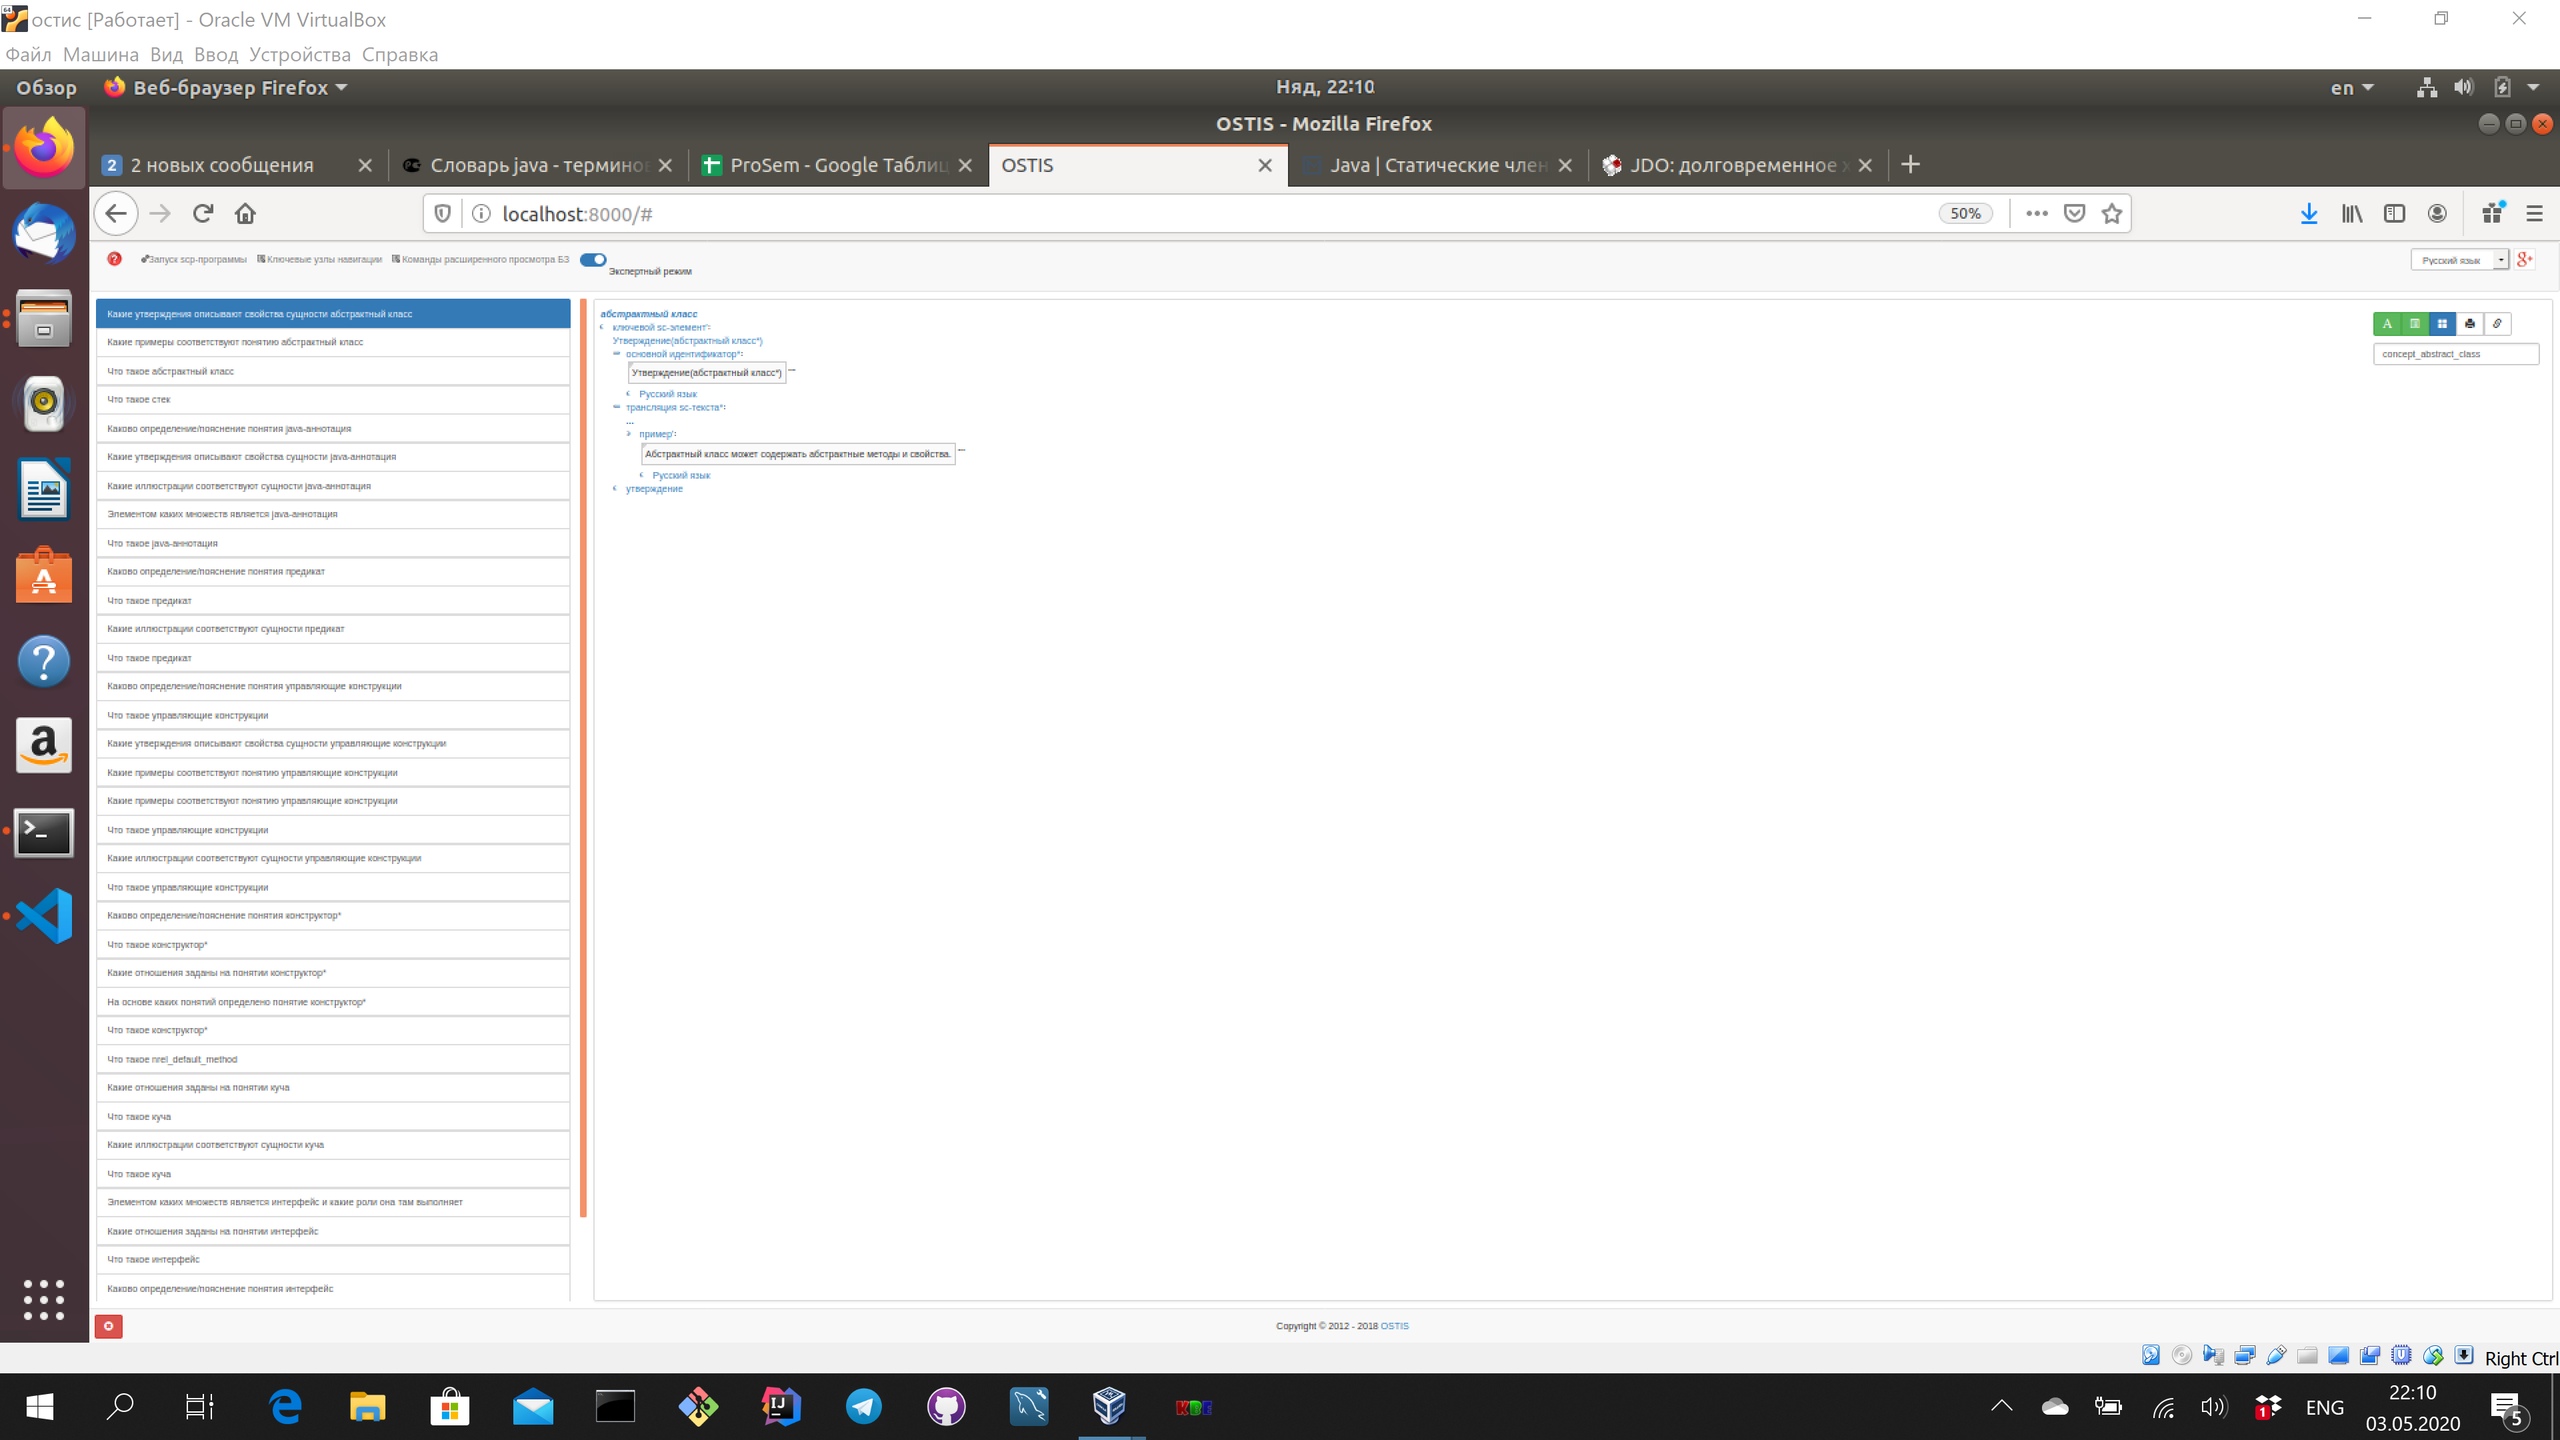 остис [Работает] - Oracle VM VirtualBox
Файл Машина Вид Ввод Устройства Справка
Обзор Веб-браузер Firefox Няд, 22:10 en
OSTIS - Mozilla Firefox
2 2 новых сообщения Словарь java - термино ProSem - Google Таблиц OSTIS Java | Статические член JDO: долговременное
localhost:8000/# 50%
Запуск scp-программы Ключевые узлы навигации Команды расширенного просмотра БЗ Экспертный режим Русский язык g+
Какие утверждения описывают свойства сущности абстрактный класс
Какие примеры соответствуют понятию абстрактный класс
Что такое абстрактный класс
Что такое стек
Каково определение/пояснение понятия java-аннотация
Какие утверждения описывают свойства сущности java-аннотация
Какие иллюстрации соответствуют сущности java-аннотация
Элементом каких множеств является java-аннотация
Что такое java-аннотация
Каково определение/пояснение понятия предикат
Что такое предикат
Какие иллюстрации соответствуют сущности предикат
Что такое предикат
Каково определение/пояснение понятия управляющие конструкции
Что такое управляющие конструкции
Какие утверждения описывают свойства сущности управляющие конструкции
Какие примеры соответствуют понятию управляющие конструкции
Какие примеры соответствуют понятию управляющие конструкции
Что такое управляющие конструкции
Какие иллюстрации соответствуют сущности управляющие конструкции
Что такое управляющие конструкции
Каково определение/пояснение понятия конструктор*
Что такое конструктор*
Какие отношения заданы на понятии конструктор*
На основе каких понятий определено понятие конструктор*
Что такое конструктор*
Что такое nrel_default_method
Какие отношения заданы на понятии куча
Что такое куча
Какие иллюстрации соответствуют сущности куча
Что такое куча
Элементом каких множеств является интерфейс и какие роли она там выполняет
Какие отношения заданы на понятии интерфейс
Что такое интерфейс
Каково определение/пояснение понятия интерфейс
абстрактный класс
ключевой sc-элемент':
Утверждение(абстрактный класс*)
основной идентификатор*:
Утверждение(абстрактный класс*)
Русский язык
трансляция sc-текста*:
...
пример':
Абстрактный класс может содержать абстрактные методы и свойства.
Русский язык
утверждение
A
concept_abstract_class
Copyright © 2012 - 2018 OSTIS
Right Ctrl
KBE
1 ENG 22:10
03.05.2020 5